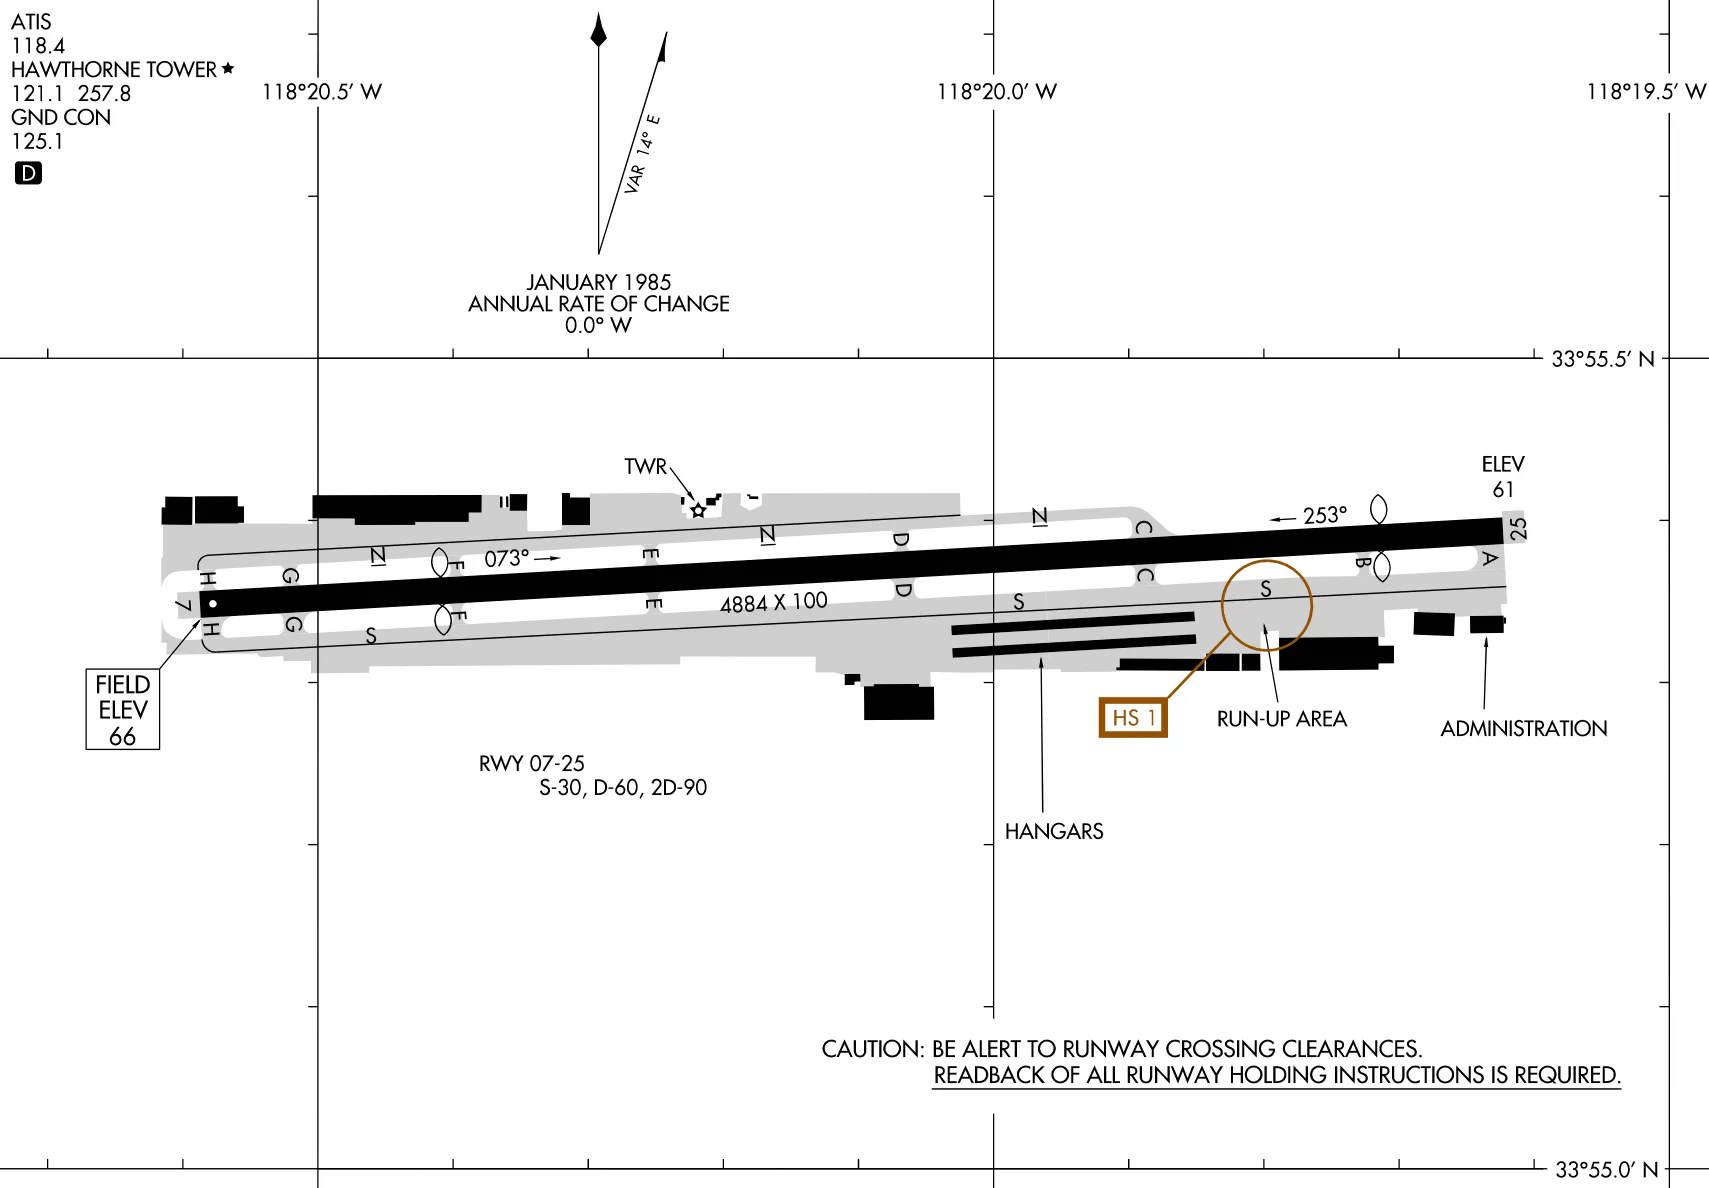 ATIS
118.4
HAWTHORNE TOWER ★
121.1 257.8
GND CON
125.1
D
118°20.5' W
118°20.0' W
118°19.5' W
VAR 14° E
JANUARY 1985
ANNUAL RATE OF CHANGE
0.0° W
33°55.5' N
TWR
ELEV
61
253°
25
N
N
N
073°
H
G
F
E
D
C
B
A
7
H
G
F
E
D
C
4884 X 100
S
S
S
FIELD
ELEV
66
HS 1
RUN-UP AREA
ADMINISTRATION
RWY 07-25
S-30, D-60, 2D-90
HANGARS
CAUTION: BE ALERT TO RUNWAY CROSSING CLEARANCES.
READBACK OF ALL RUNWAY HOLDING INSTRUCTIONS IS REQUIRED.
33°55.0' N